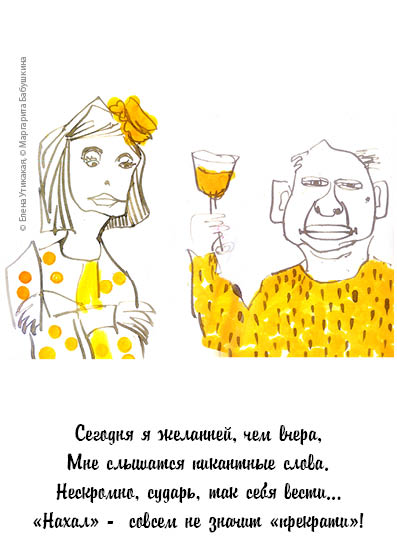 © Елена Утикакая, © Маргарита Бабушкина
Сегодня я желанней, чем вчера,
Мне слышатся пикантные слова.
Нескромно, сударь, так себя вести...
«Нахал» - совсем не значит «прекрати»!